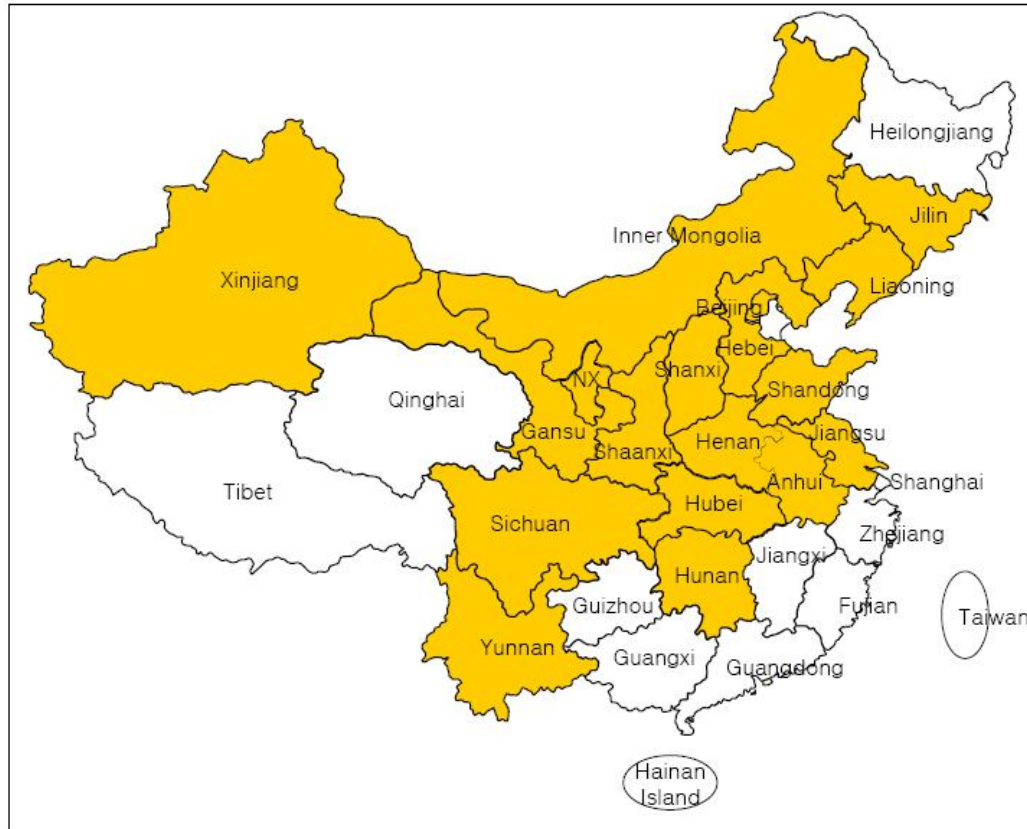 Heilongjiang
Jilin
Inner Mongolia
Xinjiang
Liaoning
Beijing
Hebei
Shanxi
NX
Shandong
Qinghai
Gansu
Henan
Jiangsu
Shaanxi
Tibet
Anhui
Shanghai
Hubei
Sichuan
Zhejiang
Jiangxi
Hunan
Guizhou
Fujian
Taiwan
Yunnan
Guangxi
Guangdong
Hainan
Island